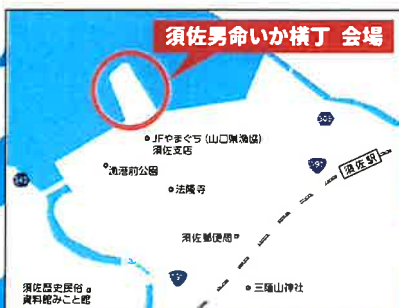 須佐男命いか横丁 会場
JFやまぐち(山口県漁協)
須佐支店
漁港前公園
法隆寺
須佐駅
須佐郵便局
三蔭山神社
須佐歴史民俗
資料館みこと館